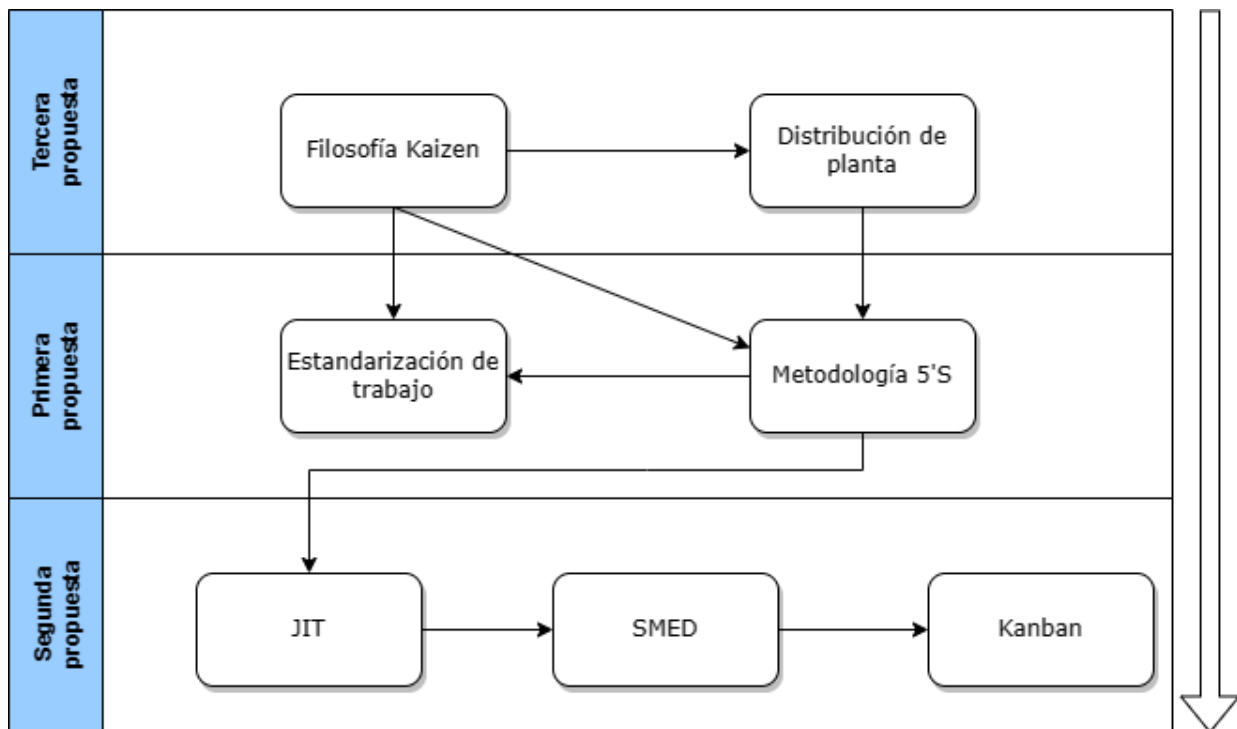 Tercera
propuesta
Filosofía Kaizen
Distribución de
planta
Primera
propuesta
Estandarización de
trabajo
Metodología 5'S
Segunda
propuesta
JIT
SMED
Kanban